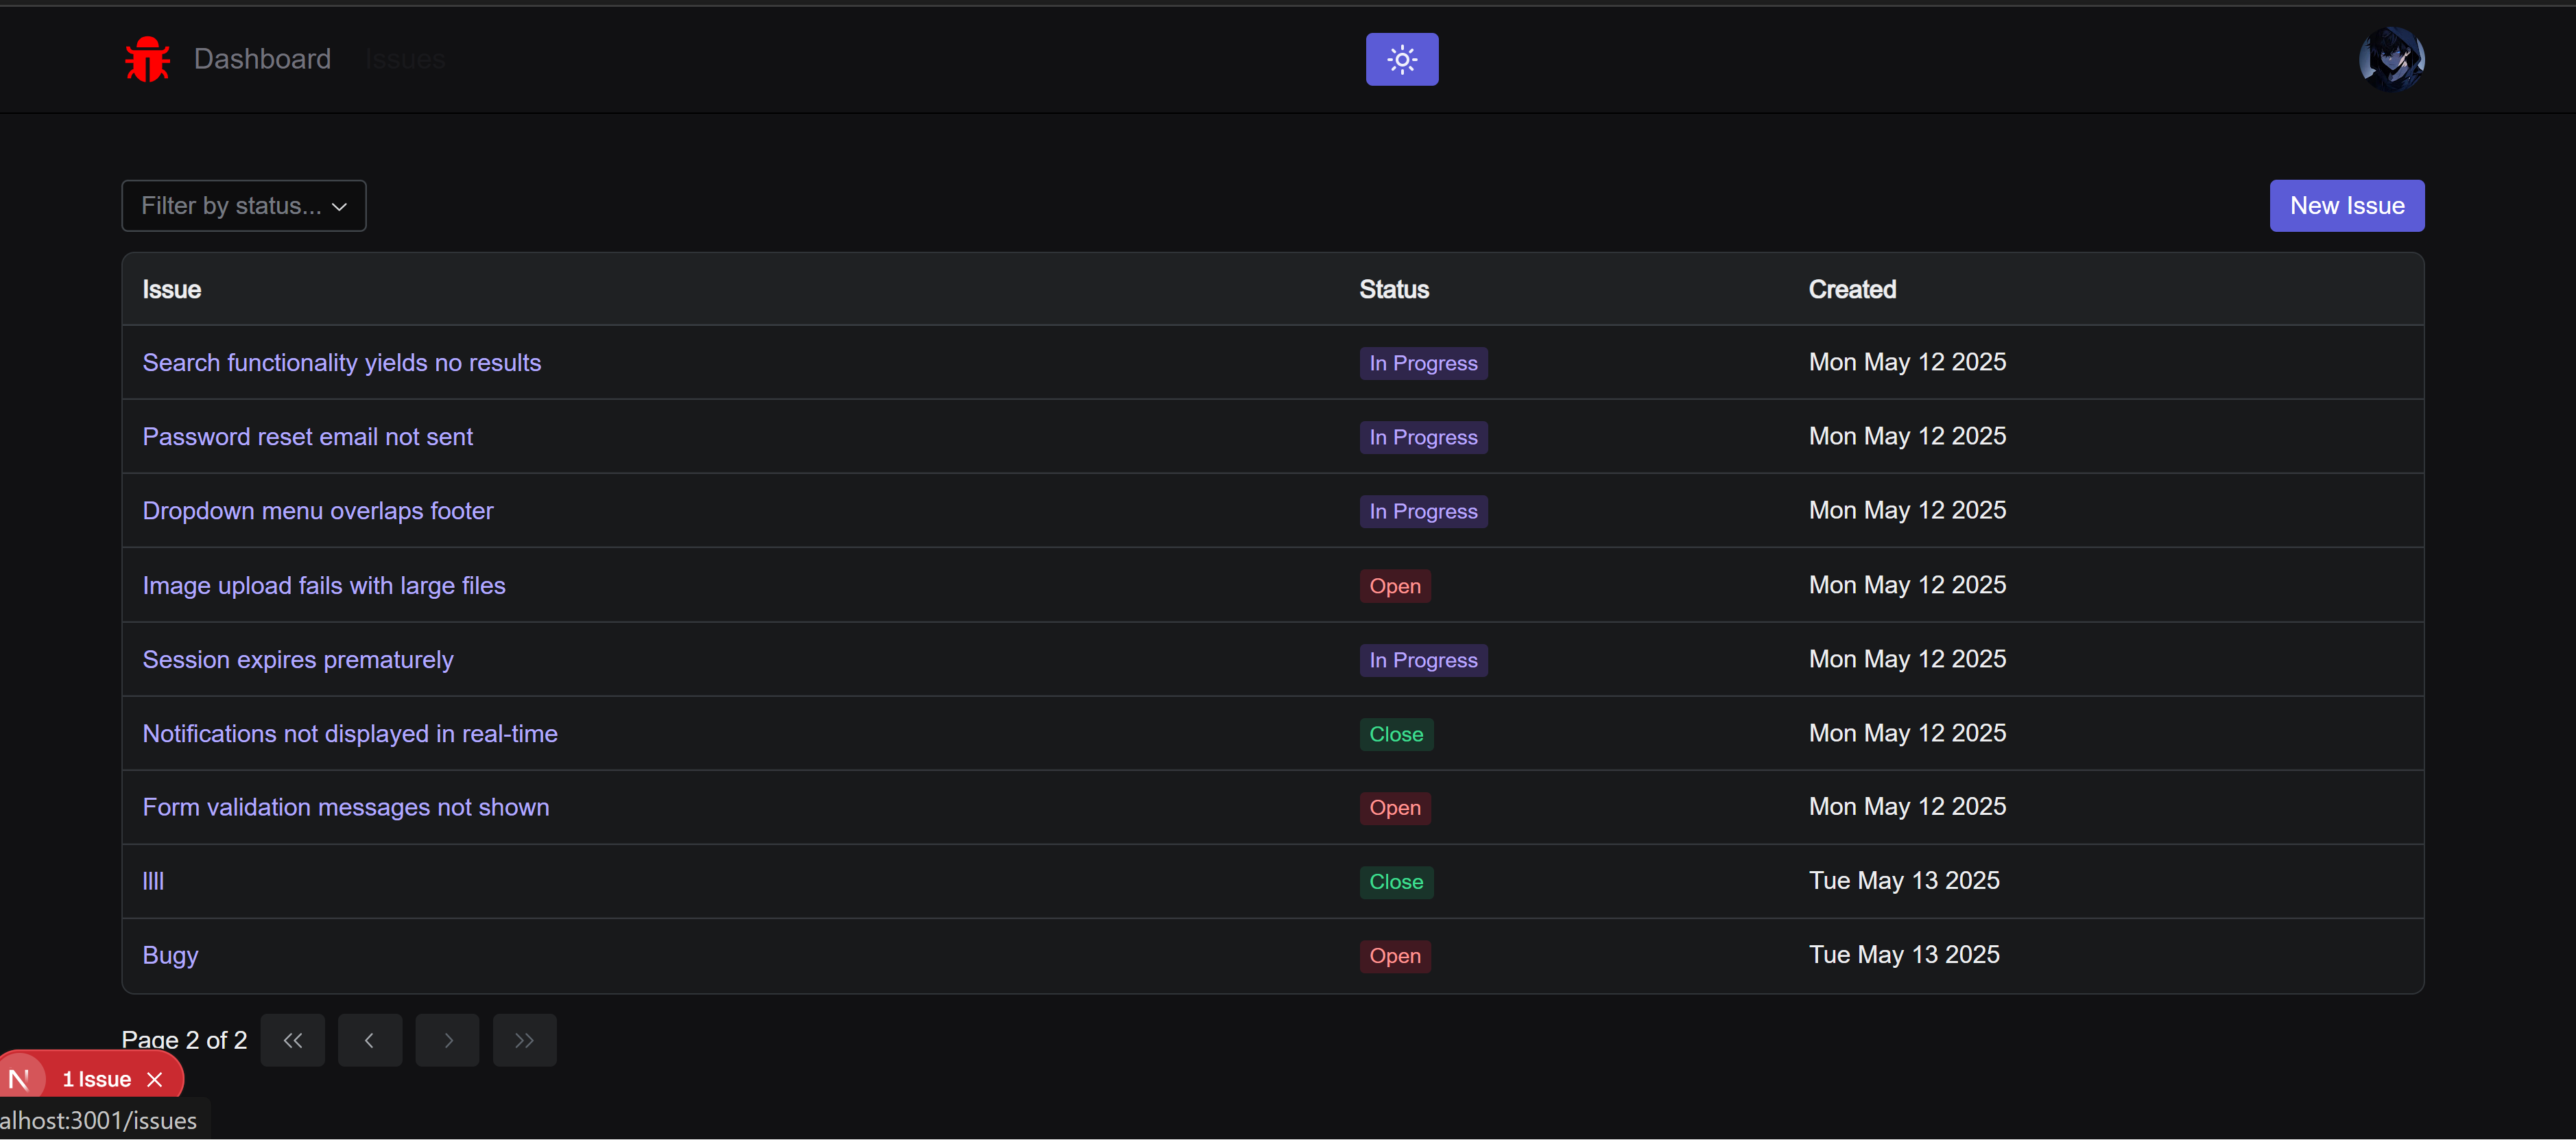 Dashboard Issues
Filter by status... New Issue
Issue Status Created
Search functionality yields no results In Progress Mon May 12 2025
Password reset email not sent In Progress Mon May 12 2025
Dropdown menu overlaps footer In Progress Mon May 12 2025
Image upload fails with large files Open Mon May 12 2025
Session expires prematurely In Progress Mon May 12 2025
Notifications not displayed in real-time Close Mon May 12 2025
Form validation messages not shown Open Mon May 12 2025
llll Close Tue May 13 2025
Bugy Open Tue May 13 2025
Page 2 of 2
N 1 Issue
alhost:3001/issues